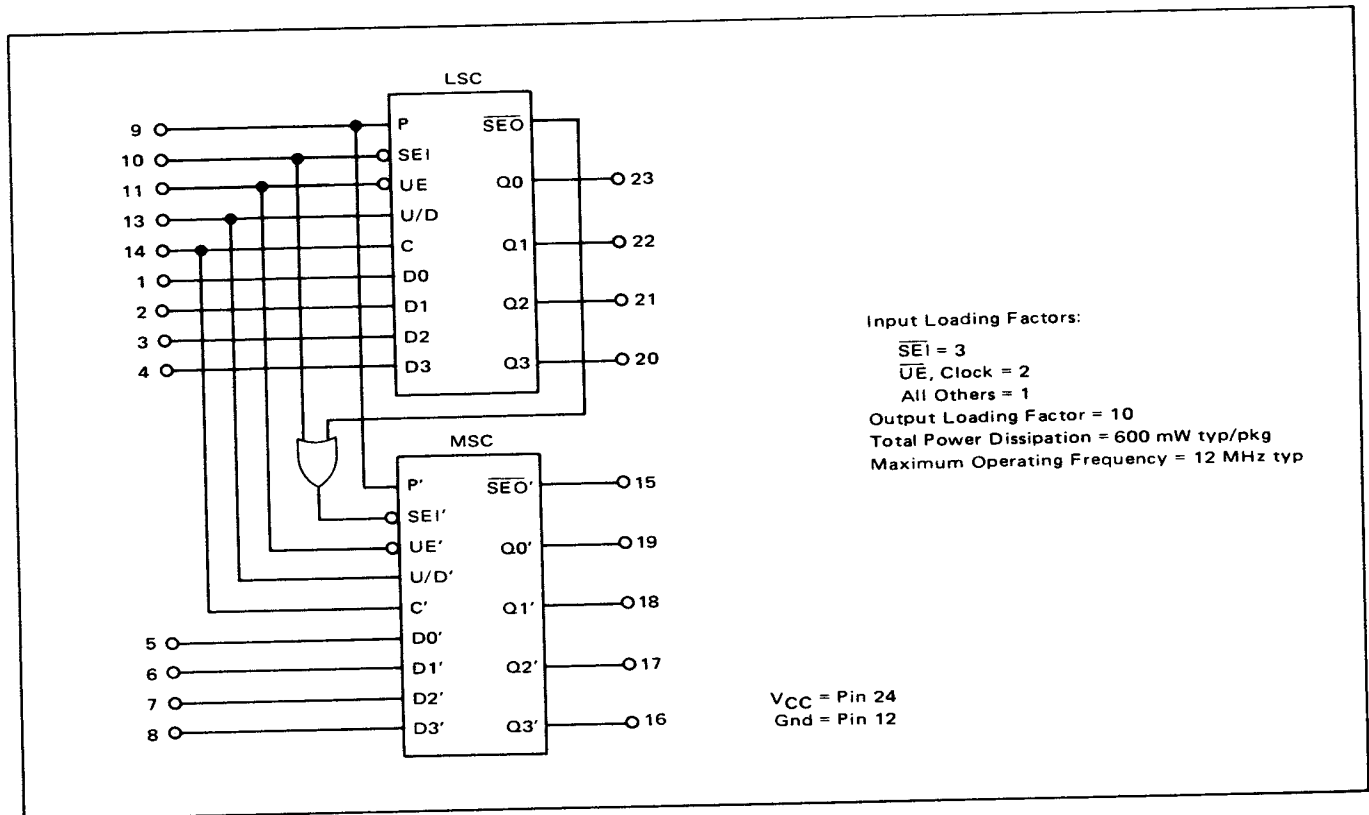 LSC
9 P S̅E̅O̅
10 SEI
11 UE Q0 23
13 U/D
14 C Q1 22
1 D0
2 D1 Q2 21
3 D2
4 D3 Q3 20
MSC
P' S̅E̅O̅' 15
SEI'
UE' Q0' 19
U/D'
C' Q1' 18
5 D0'
6 D1' Q2' 17
7 D2'
8 D3' Q3' 16
Input Loading Factors:
S̅E̅I̅ = 3
U̅E̅, Clock = 2
All Others = 1
Output Loading Factor = 10
Total Power Dissipation = 600 mW typ/pkg
Maximum Operating Frequency = 12 MHz typ
VCC = Pin 24
Gnd = Pin 12